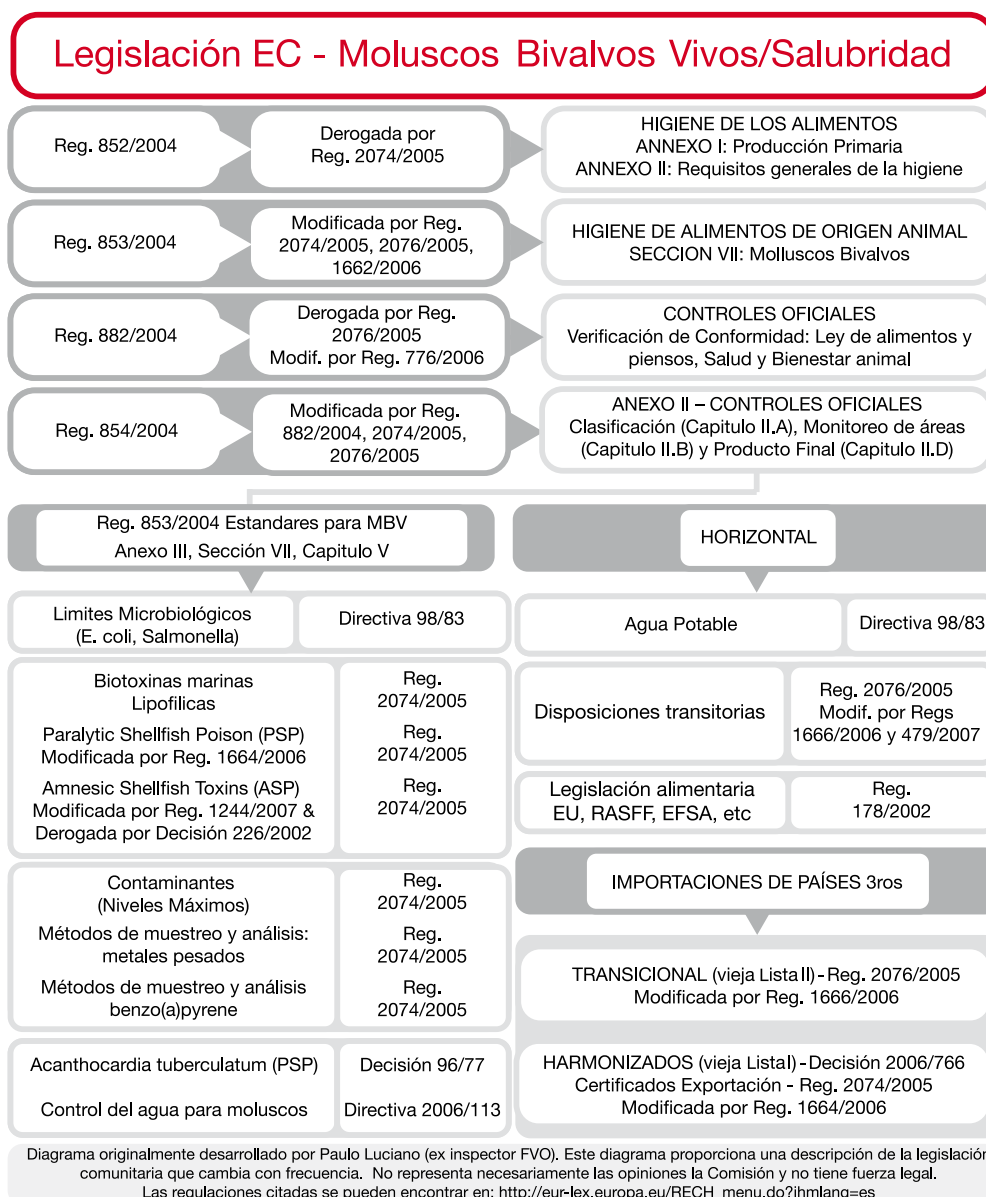 Legislación EC - Moluscos Bivalvos Vivos/Salubridad
Reg. 852/2004
Derogada por
Reg. 2074/2005
HIGIENE DE LOS ALIMENTOS
ANNEXO I: Producción Primaria
ANNEXO II: Requisitos generales de la higiene
Reg. 853/2004
Modificada por Reg.
2074/2005, 2076/2005,
1662/2006
HIGIENE DE ALIMENTOS DE ORIGEN ANIMAL
SECCION VII: Molluscos Bivalvos
Reg. 882/2004
Derogada por Reg.
2076/2005
Modif. por Reg. 776/2006
CONTROLES OFICIALES
Verificación de Conformidad: Ley de alimentos y
piensos, Salud y Bienestar animal
Reg. 854/2004
Modificada por Reg.
882/2004, 2074/2005,
2076/2005
ANEXO II – CONTROLES OFICIALES
Clasificación (Capitulo II.A), Monitoreo de áreas
(Capitulo II.B) y Producto Final (Capitulo II.D)
Reg. 853/2004 Estandares para MBV
Anexo III, Sección VII, Capitulo V
Limites Microbiológicos
(E. coli, Salmonella)
Directiva 98/83
Biotoxinas marinas
Lipofilicas
Reg.
2074/2005
Paralytic Shellfish Poison (PSP)
Modificada por Reg. 1664/2006
Reg.
2074/2005
Amnesic Shellfish Toxins (ASP)
Modificada por Reg. 1244/2007 &
Derogada por Decisión 226/2002
Reg.
2074/2005
Contaminantes
(Niveles Máximos)
Reg.
2074/2005
Métodos de muestreo y análisis:
metales pesados
Reg.
2074/2005
Métodos de muestreo y análisis
benzo(a)pyrene
Reg.
2074/2005
Acanthocardia tuberculatum (PSP)
Decisión 96/77
Control del agua para moluscos
Directiva 2006/113
HORIZONTAL
Agua Potable
Directiva 98/83
Disposiciones transitorias
Reg. 2076/2005
Modif. por Regs
1666/2006 y 479/2007
Legislación alimentaria
EU, RASFF, EFSA, etc
Reg.
178/2002
IMPORTACIONES DE PAÍSES 3ros
TRANSICIONAL (vieja Lista II) - Reg. 2076/2005
Modificada por Reg. 1666/2006
HARMONIZADOS (vieja ListaI) - Decisión 2006/766
Certificados Exportación - Reg. 2074/2005
Modificada por Reg. 1664/2006
Diagrama originalmente desarrollado por Paulo Luciano (ex inspector FVO). Este diagrama proporciona una descripción de la legislación
comunitaria que cambia con frecuencia. No representa necesariamente las opiniones la Comisión y no tiene fuerza legal.
Las regulaciones citadas se pueden encontrar en: http://eur-lex.europa.eu/RECH_menu.do?ihmlang=es